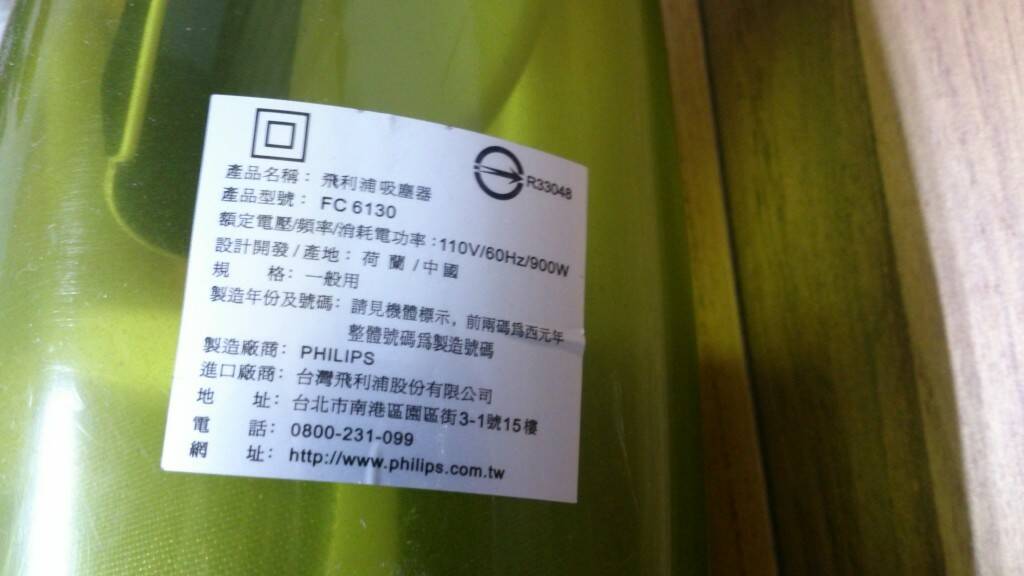 R33048
產品名稱：飛利浦吸塵器
產品型號：FC 6130
額定電壓/頻率/消耗電功率：110V/60Hz/900W
設計開發/產地：荷蘭/中國
規　　格：一般用
製造年份及號碼：請見機體標示，前兩碼爲西元年
整體號碼爲製造號碼
製造廠商：PHILIPS
進口廠商：台灣飛利浦股份有限公司
地　　址：台北市南港區園區街3-1號15樓
電　　話：0800-231-099
網　　址：http://www.philips.com.tw